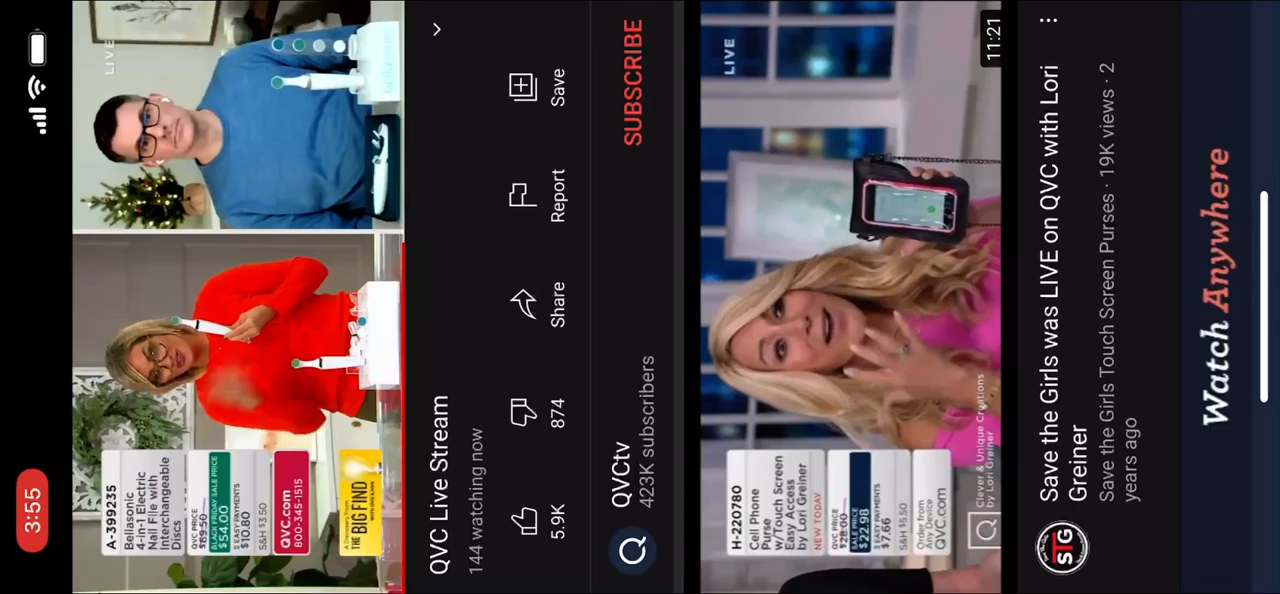 3:55
LIVE
A-399235
Bellasonic
4-in-1 Electric
Nail File with
Interchangeable
Discs
QVC PRICE
$69.50
BLACK FRIDAY SALE PRICE
$54.00
5 EASY PAYMENTS
$10.80
S&H $3.50
QVC.com
800-345-1515
A Discovery From
THE BIG FIND
QVC Live Stream
144 watching now
5.9K
874
Share
Report
Save
QVCtv
423K subscribers
SUBSCRIBE
LIVE
H-220780
Cell Phone
Purse
w/Touch Screen
Easy Access
by Lori Greiner
NEW TODAY
QVC PRICE
$28.00
SALE PRICE
$22.98
3 EASY PAYMENTS
$7.66
S&H $5.50
Order from
Any Device
QVC.com
Clever & Unique Creations
by Lori Greiner
11:21
STG
Save the Girls was LIVE on QVC with Lori
Greiner
Save the Girls Touch Screen Purses · 19K views · 2
years ago
Watch Anywhere